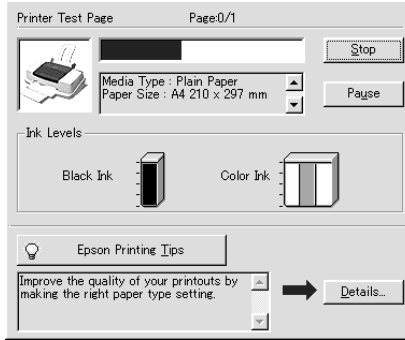 Printer Test Page Page:0/1
Stop
Media Type : Plain Paper
Paper Size : A4 210 x 297 mm
Pause
Ink Levels
Black Ink Color Ink
Epson Printing Tips
Improve the quality of your printouts by
making the right paper type setting.
Details...